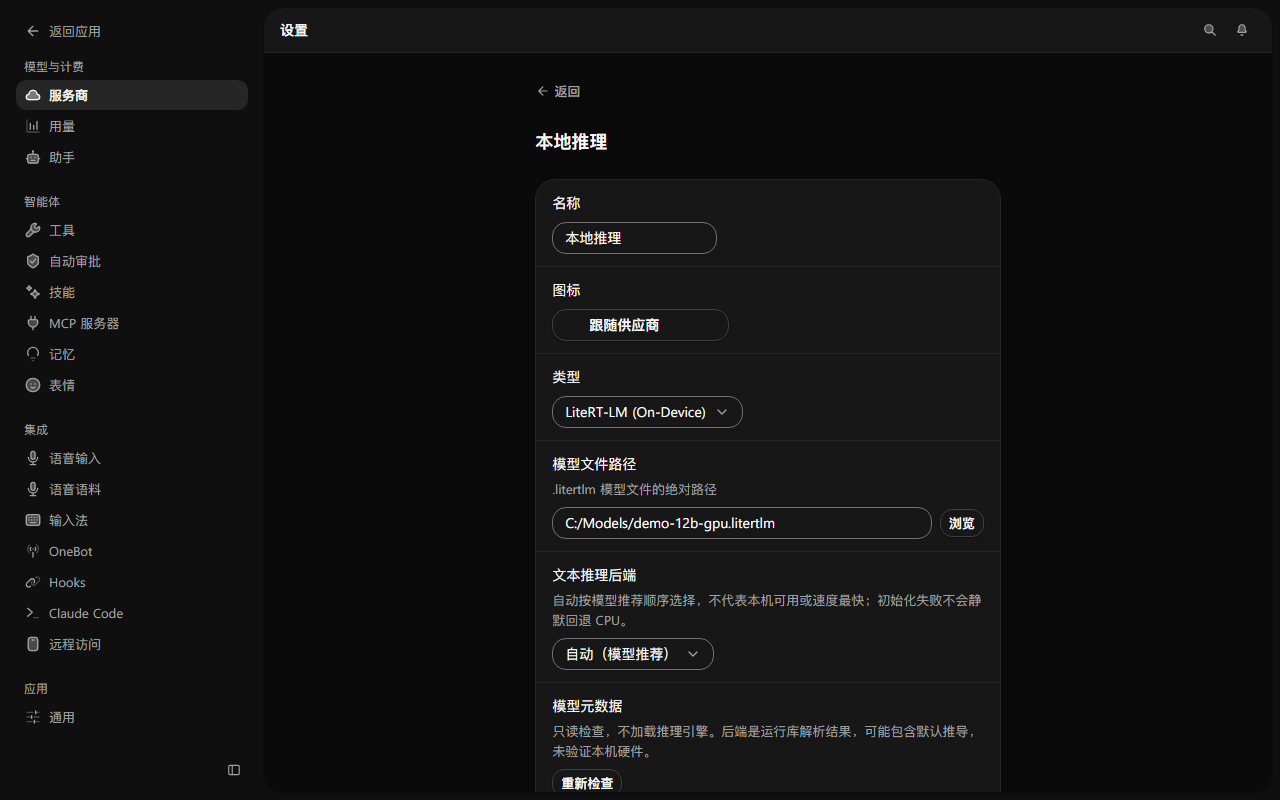 返回应用
模型与计费
服务商
用量
助手
智能体
工具
自动审批
技能
MCP 服务器
记忆
表情
集成
语音输入
语音语料
输入法
OneBot
Hooks
Claude Code
远程访问
应用
通用
设置
返回
本地推理
名称
本地推理
图标
跟随供应商
类型
LiteRT-LM (On-Device)
模型文件路径
.litertlm 模型文件的绝对路径
C:/Models/demo-12b-gpu.litertlm
浏览
文本推理后端
自动按模型推荐顺序选择，不代表本机可用或速度最快；初始化失败不会静
默回退 CPU。
自动（模型推荐）
模型元数据
只读检查，不加载推理引擎。后端是运行库解析结果，可能包含默认推导，
未验证本机硬件。
重新检查